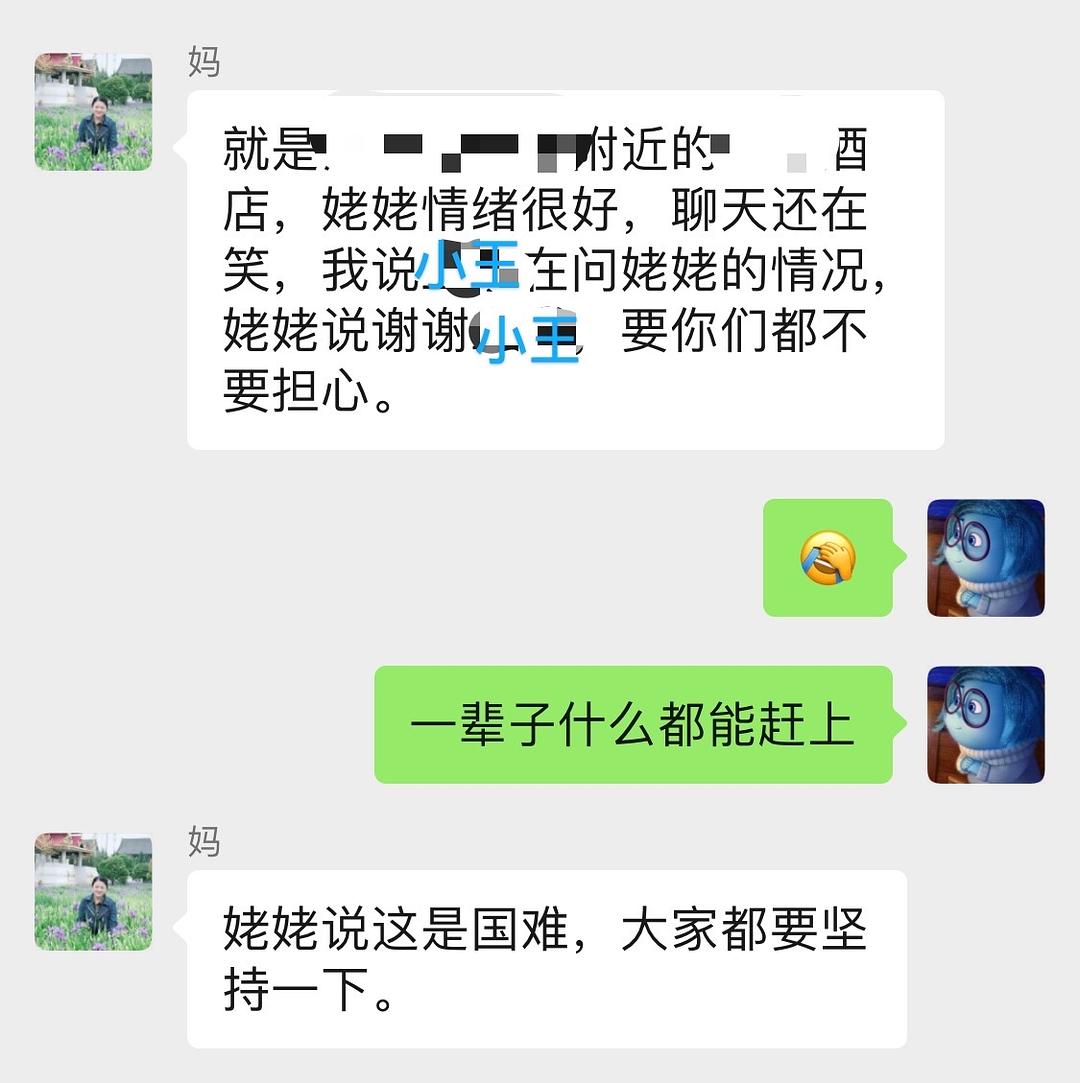 妈
就是 附近的 酒
店，姥姥情绪很好，聊天还在
笑，我说小王在问姥姥的情况，
姥姥说谢谢小王，要你们都不
要担心。
一辈子什么都能赶上
妈
姥姥说这是国难，大家都要坚
持一下。